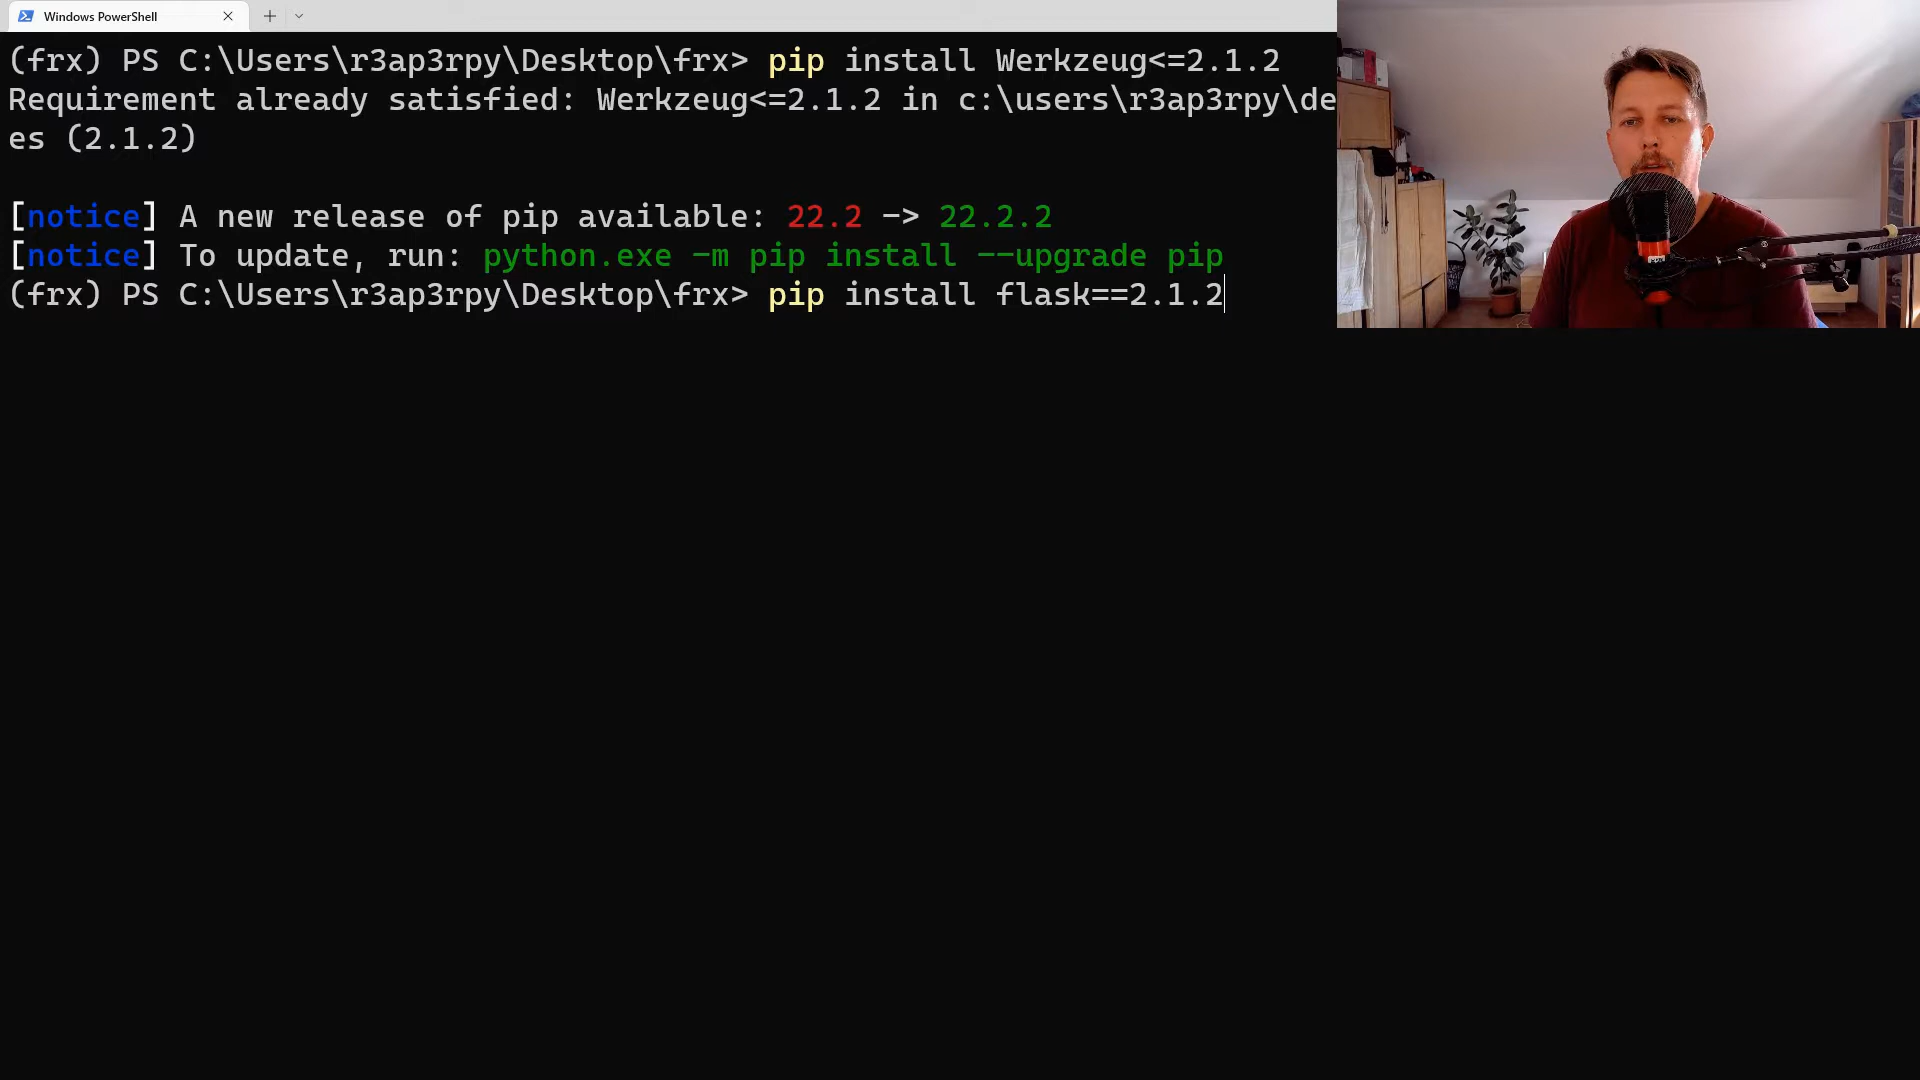 Windows PowerShell
(frx) PS C:\Users\r3ap3rpy\Desktop\frx> pip install Werkzeug<=2.1.2
Requirement already satisfied: Werkzeug<=2.1.2 in c:\users\r3ap3rpy\de
es (2.1.2)
[notice] A new release of pip available: 22.2 -> 22.2.2
[notice] To update, run: python.exe -m pip install --upgrade pip
(frx) PS C:\Users\r3ap3rpy\Desktop\frx> pip install flask==2.1.2